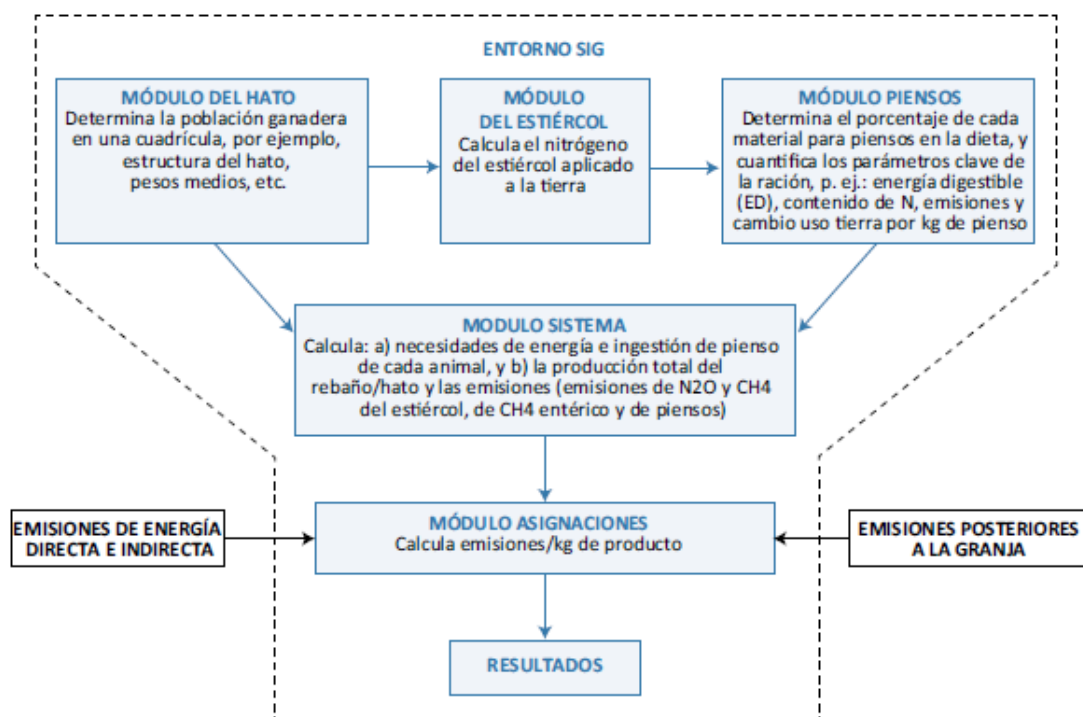 ENTORNO SIG
MÓDULO DEL HATO
Determina la población ganadera
en una cuadrícula, por ejemplo,
estructura del hato,
pesos medios, etc.
MÓDULO
DEL ESTIÉRCOL
Calcula el nitrógeno
del estiércol aplicado
a la tierra
MÓDULO PIENSOS
Determina el porcentaje de cada
material para piensos en la dieta, y
cuantifica los parámetros clave de
la ración, p. ej.: energía digestible
(ED), contenido de N, emisiones y
cambio uso tierra por kg de pienso
MODULO SISTEMA
Calcula: a) necesidades de energía e ingestión de pienso
de cada animal, y b) la producción total del
rebaño/hato y las emisiones (emisiones de N2O y CH4
del estiércol, de CH4 entérico y de piensos)
EMISIONES DE ENERGÍA
DIRECTA E INDIRECTA
MÓDULO ASIGNACIONES
Calcula emisiones/kg de producto
EMISIONES POSTERIORES
A LA GRANJA
RESULTADOS